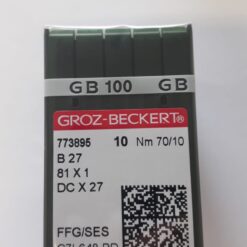 GB 100 GB
GROZ-BECKERT®
773895 10 Nm 70/10
B 27
81 X 1
DC X 27
FFG/SES